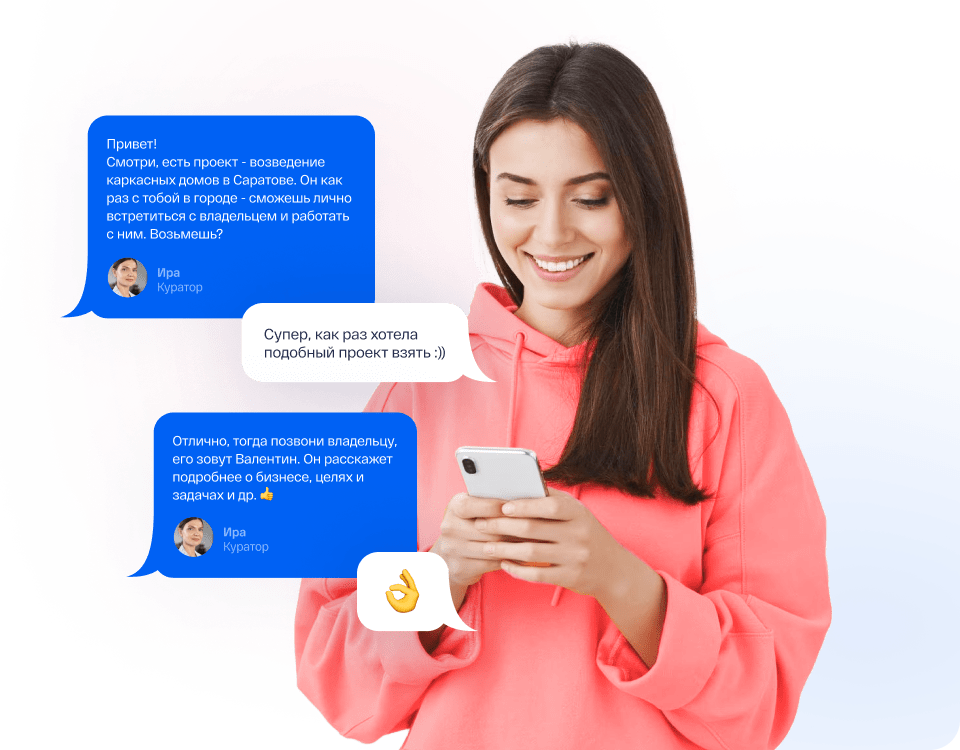 Привет!
Смотри, есть проект - возведение
каркасных домов в Саратове. Он как
раз с тобой в городе - сможешь лично
встретиться с владельцем и работать
с ним. Возьмешь?
Ира
Куратор
Супер, как раз хотела
подобный проект взять :))
Отлично, тогда позвони владельцу,
его зовут Валентин. Он расскажет
подробнее о бизнесе, целях и
задачах и др. 👍
Ира
Куратор
👌